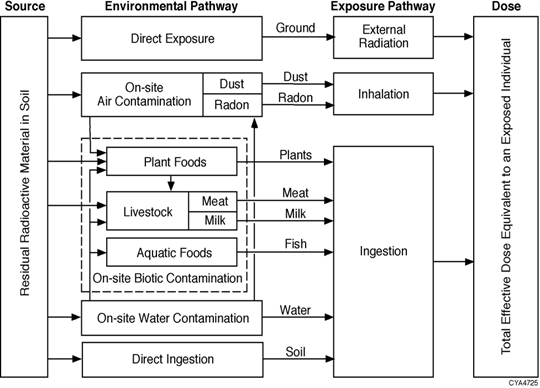 Source
Environmental Pathway
Exposure Pathway
Dose
Residual Radioactive Material in Soil
Direct Exposure
Ground
External
Radiation
On-site
Air Contamination
Dust
Radon
Dust
Radon
Inhalation
Plant Foods
Plants
Livestock
Meat
Milk
Meat
Milk
Aquatic Foods
Fish
On-site Biotic Contamination
Ingestion
On-site Water Contamination
Water
Direct Ingestion
Soil
Total Effective Dose Equivalent to an Exposed Individual
CYA4725